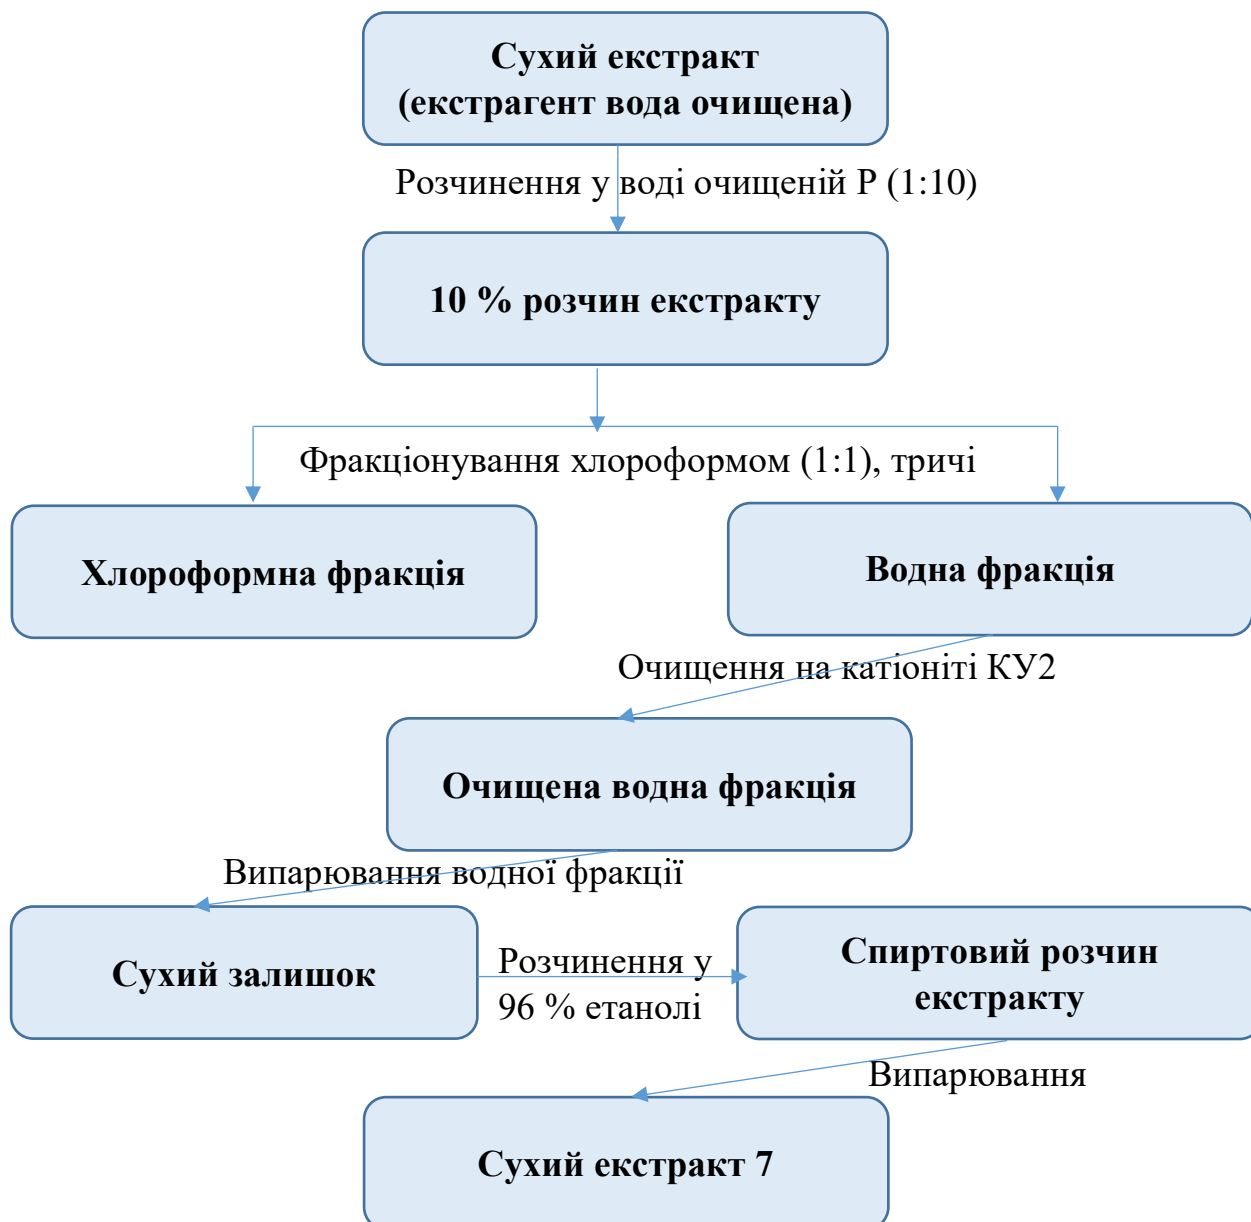 Сухий екстракт
(екстрагент вода очищена)
Розчинення у воді очищеній Р (1:10)
10 % розчин екстракту
Фракціонування хлороформом (1:1), тричі
Хлороформна фракція
Водна фракція
Очищення на катіоніті КУ2
Очищена водна фракція
Випарювання водної фракції
Сухий залишок
Розчинення у
96 % етанолі
Спиртовий розчин
екстракту
Випарювання
Сухий екстракт 7